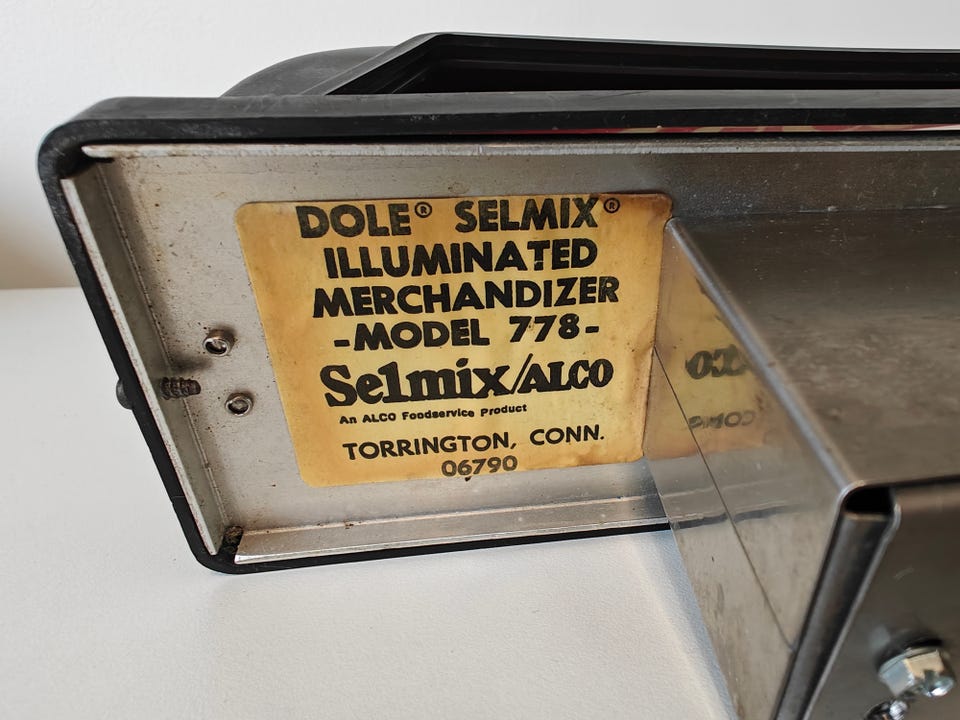 DOLE® SELMIX®
ILLUMINATED
MERCHANDIZER
-MODEL 778-
Selmix/ALCO
An ALCO Foodservice Product
TORRINGTON, CONN.
06790